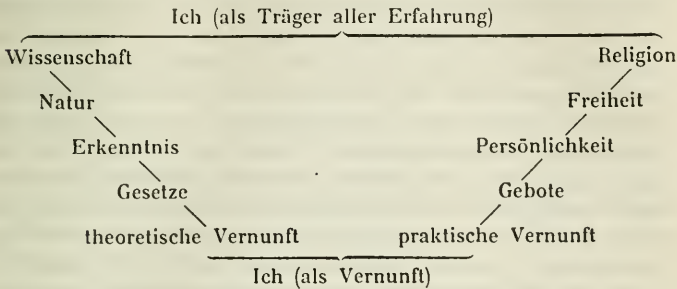 Ich (als Träger aller Erfahrung)
Wissenschaft Religion
Natur Freiheit
Erkenntnis Persönlichkeit
Gesetze Gebote
theoretische Vernunft praktische Vernunft
Ich (als Vernunft)